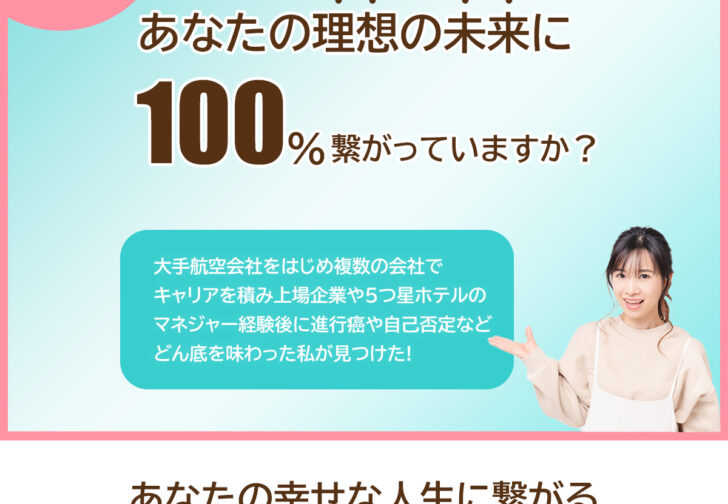 あなたの理想の未来に
100%繋がっていますか？
大手航空会社をはじめ複数の会社で
キャリアを積み上場企業や5つ星ホテルの
マネジャー経験後に進行癌や自己否定など
どん底を味わった私が見つけた!
あなたの幸せな人生に繋がる